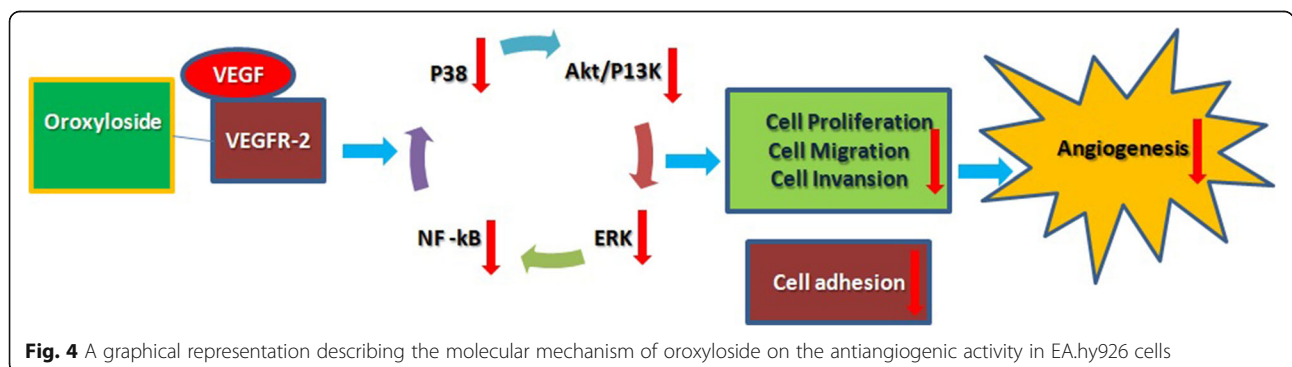 Oroxyloside
VEGF
VEGFR-2
P38
Akt/P13K
NF -kB
ERK
Cell Proliferation
Cell Migration
Cell Invansion
Cell adhesion
Angiogenesis
Fig. 4 A graphical representation describing the molecular mechanism of oroxyloside on the antiangiogenic activity in EA.hy926 cells